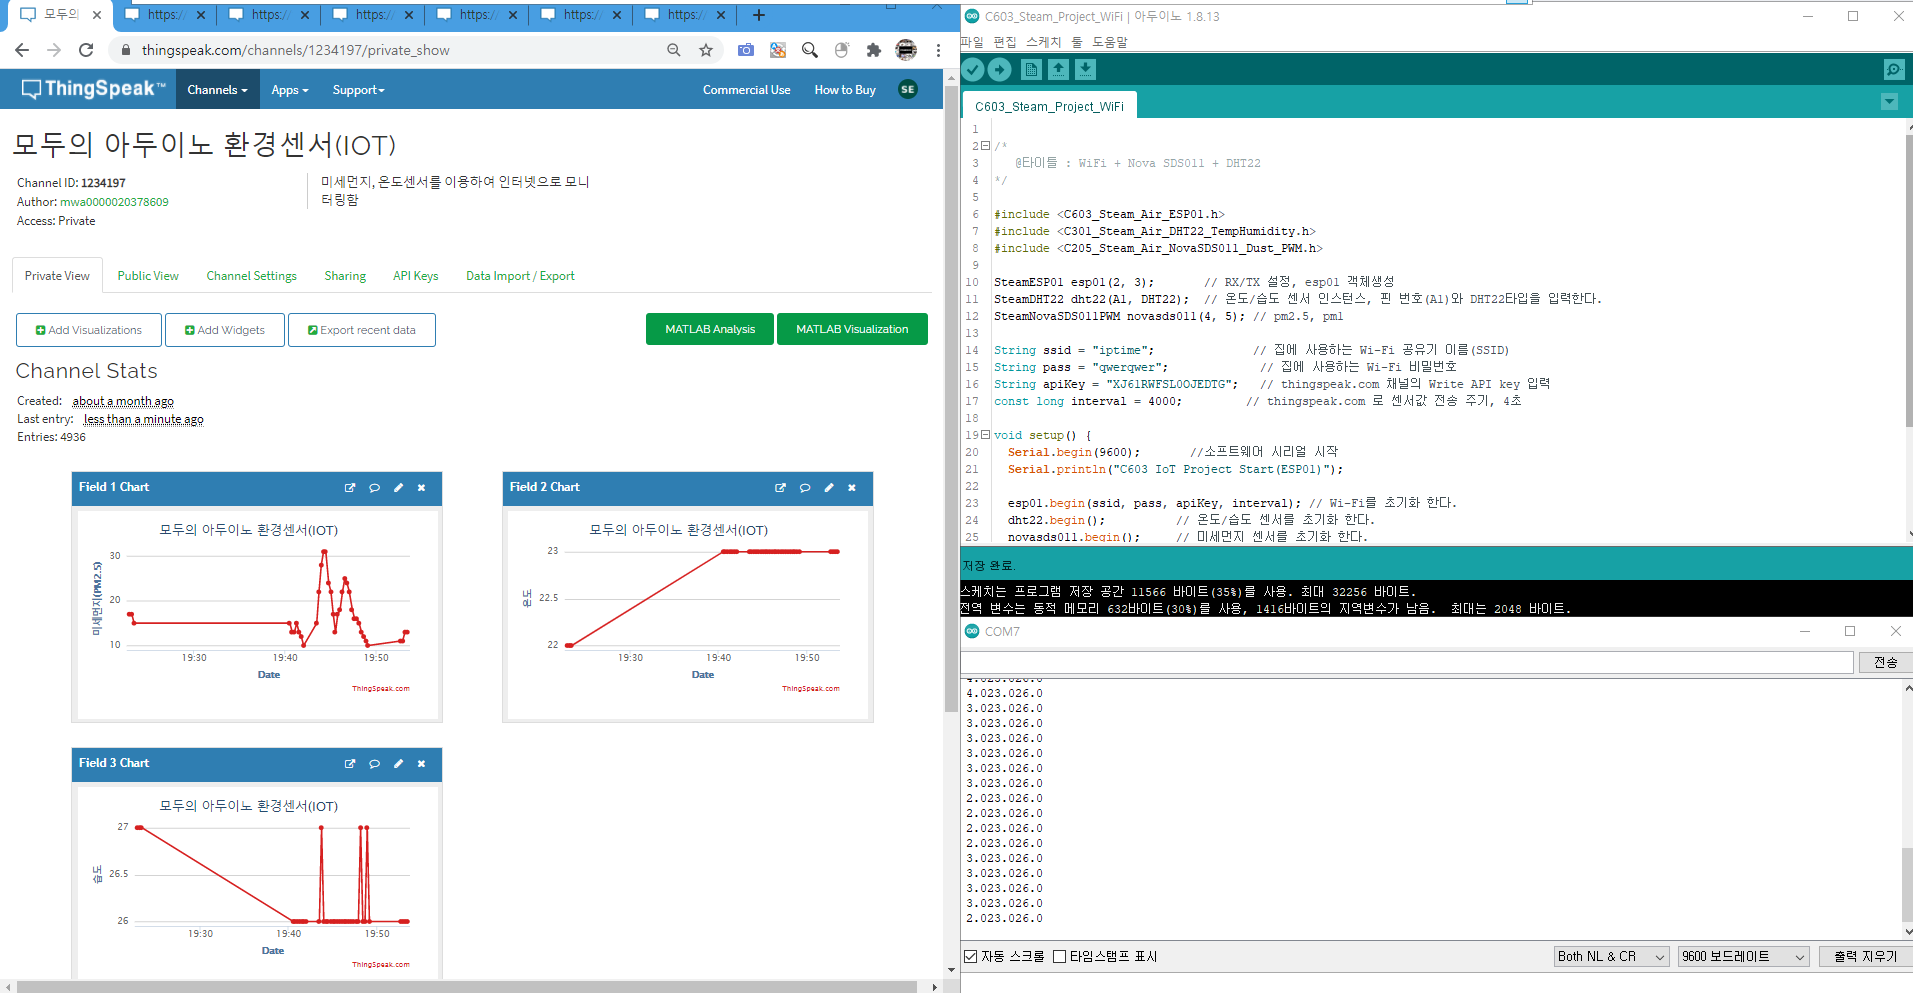 모두의
https:/
https:/
https:/
https:/
https:/
https:/
thingspeak.com/channels/1234197/private_show
ThingSpeak™
Channels
Apps
Support
Commercial Use
How to Buy
SE
모두의 아두이노 환경센서(IOT)
Channel ID: 1234197
Author: mwa0000020378609
Access: Private
미세먼지, 온도센서를 이용하여 인터넷으로 모니
터링함
Private View
Public View
Channel Settings
Sharing
API Keys
Data Import / Export
Add Visualizations
Add Widgets
Export recent data
MATLAB Analysis
MATLAB Visualization
Channel Stats
Created: about a month ago
Last entry: less than a minute ago
Entries: 4936
Field 1 Chart
모두의 아두이노 환경센서(IOT)
미세먼지(PM2.5)
30
20
10
19:30
19:40
19:50
Date
ThingSpeak.com
Field 2 Chart
모두의 아두이노 환경센서(IOT)
온도
23
22.5
22
19:30
19:40
19:50
Date
ThingSpeak.com
Field 3 Chart
모두의 아두이노 환경센서(IOT)
습도
27
26.5
26
19:30
19:40
19:50
Date
ThingSpeak.com
C603_Steam_Project_WiFi | 아두이노 1.8.13
파일 편집 스케치 툴 도움말
C603_Steam_Project_WiFi
1
2 /*
3 @타이틀 : WiFi + Nova SDS011 + DHT22
4 */
5
6 #include <C603_Steam_Air_ESP01.h>
7 #include <C301_Steam_Air_DHT22_TempHumidity.h>
8 #include <C205_Steam_Air_NovaSDS011_Dust_PWM.h>
9
10 SteamESP01 esp01(2, 3); // RX/TX 설정, esp01 객체생성
11 SteamDHT22 dht22(A1, DHT22); // 온도/습도 센서 인스턴스, 핀 번호(A1)와 DHT22타입을 입력한다.
12 SteamNovaSDS011PWM novasds011(4, 5); // pm2.5, pm1
13
14 String ssid = "iptime"; // 집에 사용하는 Wi-Fi 공유기 이름(SSID)
15 String pass = "qwerqwer"; // 집에 사용하는 Wi-Fi 비밀번호
16 String apiKey = "XJ61RWFSL0OJEDTG"; // thingspeak.com 채널의 Write API key 입력
17 const long interval = 4000; // thingspeak.com 로 센서값 전송 주기, 4초
18
19 void setup() {
20 Serial.begin(9600); //소프트웨어 시리얼 시작
21 Serial.println("C603 IoT Project Start(ESP01)");
22
23 esp01.begin(ssid, pass, apiKey, interval); // Wi-Fi를 초기화 한다.
24 dht22.begin(); // 온도/습도 센서를 초기화 한다.
25 novasds011.begin(); // 미세먼지 센서를 초기화 한다.
저장 완료.
스케치는 프로그램 저장 공간 11566 바이트(35%)를 사용. 최대 32256 바이트.
전역 변수는 동적 메모리 632바이트(30%)를 사용, 1416바이트의 지역변수가 남음. 최대는 2048 바이트.
COM7
전송
4.023.026.0
4.023.026.0
3.023.026.0
3.023.026.0
3.023.026.0
3.023.026.0
3.023.026.0
3.023.026.0
2.023.026.0
2.023.026.0
2.023.026.0
2.023.026.0
3.023.026.0
3.023.026.0
3.023.026.0
3.023.026.0
2.023.026.0
자동 스크롤
타임스탬프 표시
Both NL & CR
9600 보드레이트
출력 지우기